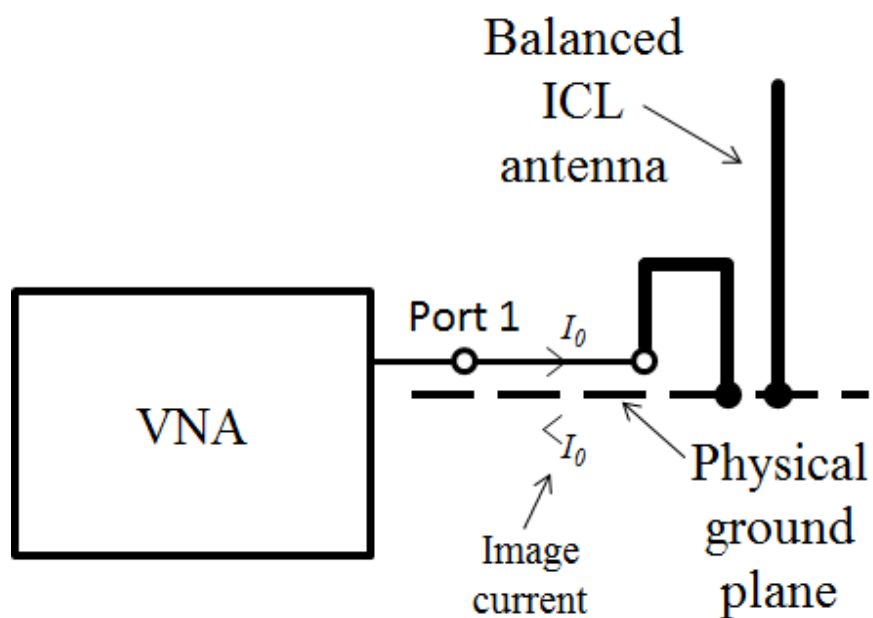 Balanced
ICL
antenna
Port 1
I₀
VNA
I₀
Physical
ground
plane
Image
current